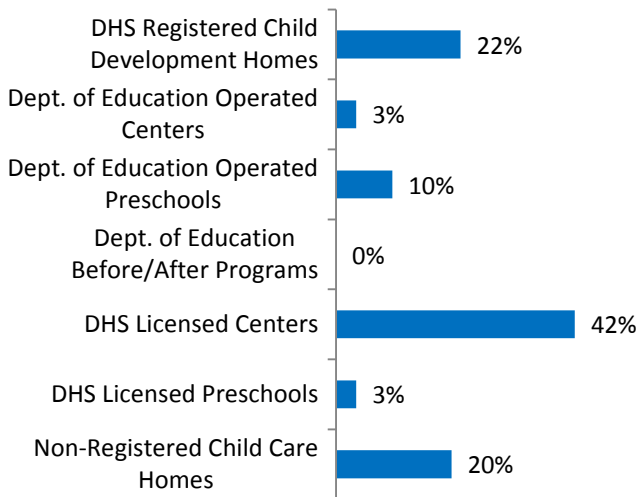 DHS Registered Child
Development Homes
22%
Dept. of Education Operated
Centers
3%
Dept. of Education Operated
Preschools
10%
Dept. of Education
Before/After Programs
0%
DHS Licensed Centers
42%
DHS Licensed Preschools
3%
Non-Registered Child Care
Homes
20%